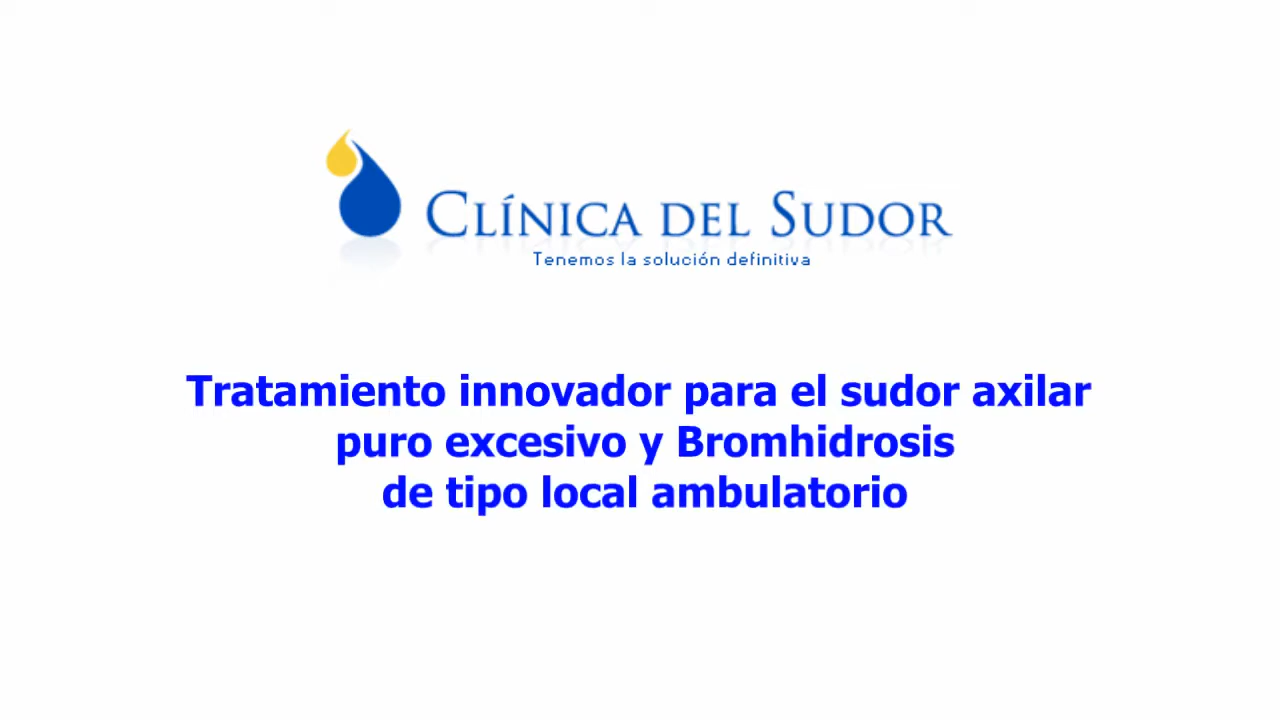 CLÍNICA DEL SUDOR
Tenemos la solución definitiva
Tratamiento innovador para el sudor axilar
puro excesivo y Bromhidrosis
de tipo local ambulatorio